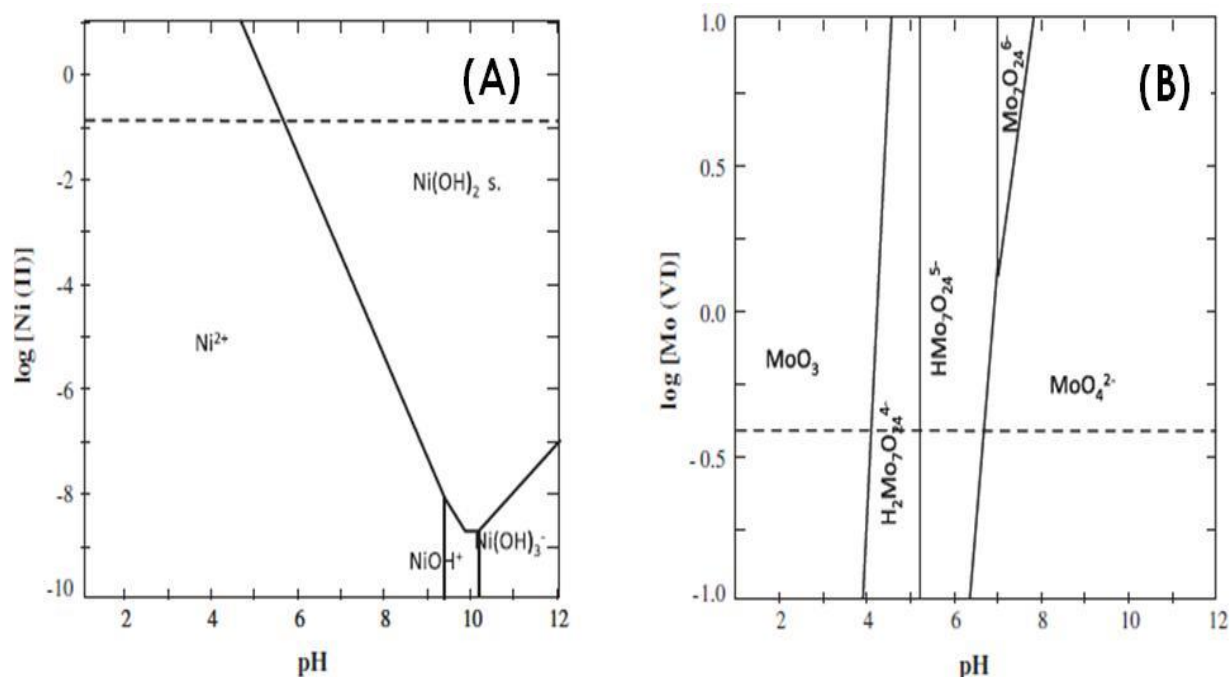 (A)
0
-2
-4
-6
-8
-10
log [Ni (II)]
Ni(OH)₂ s.
Ni²⁺
NiOH⁺
Ni(OH)₃⁻
2 4 6 8 10 12
pH
(B)
1.0
0.5
0.0
-0.5
-1.0
log [Mo (VI)]
MoO₃
H₂Mo₇O₂₄⁴⁻
HMo₇O₂₄⁵⁻
Mo₇O₂₄⁶⁻
MoO₄²⁻
2 4 6 8 10 12
pH